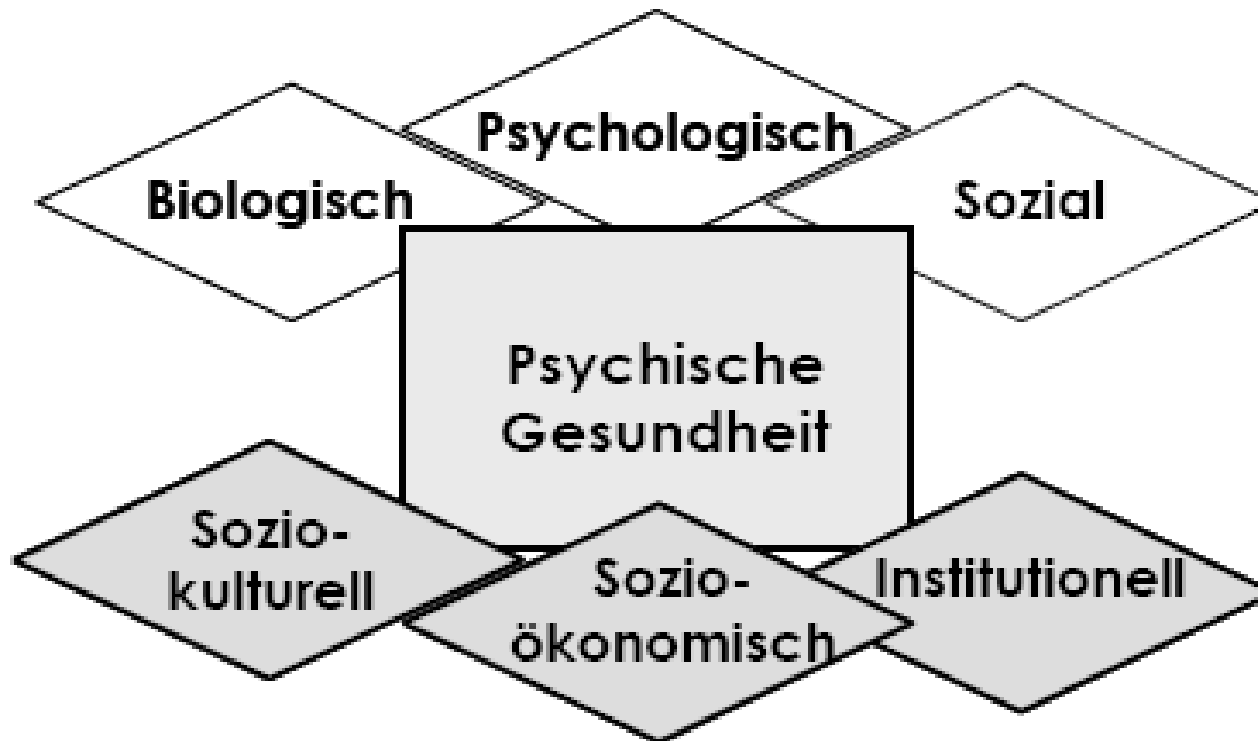 Psychologisch
Biologisch
Sozial
Psychische
Gesundheit
Sozio-
kulturell
Sozio-
ökonomisch
Institutionell